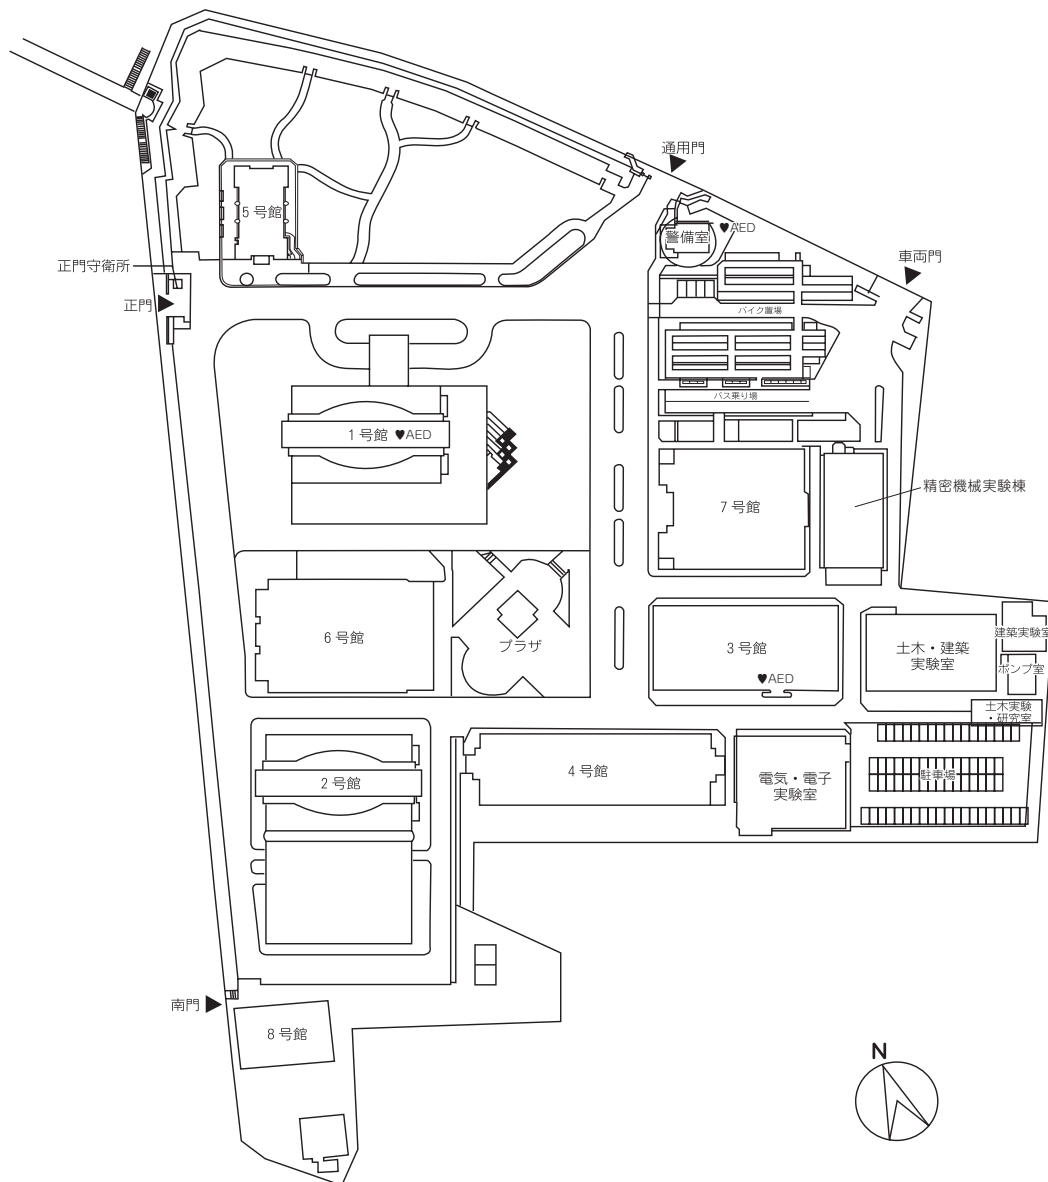 通用門
♥AED
5 号館
警備室
車両門
正門守衛所
正門
バイク置場
バス乗り場
1 号館 ♥AED
精密機械実験棟
7 号館
6 号館
プラザ
3 号館
♥AED
土木・建築
実験室
建築実験室
ポンプ室
土木実験
・研究室
2 号館
4 号館
電気・電子
実験室
駐車場
南門
8 号館
N